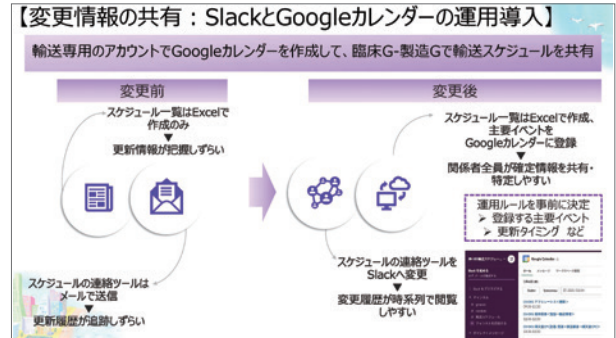 【変更情報の共有：SlackとGoogleカレンダーの運用導入】
輸送専用のアカウントでGoogleカレンダーを作成して、臨床G-製造Gで輸送スケジュールを共有
変更前
スケジュール一覧はExcelで
作成のみ
▼
更新情報が把握しずらい
スケジュールの連絡ツールは
メールで送信
▼
更新履歴が追跡しずらい
変更後
スケジュール一覧はExcelで作成、
主要イベントを
Googleカレンダーに登録
▼
関係者全員が確定情報を共有・
特定しやすい
運用ルールを事前に決定
➢ 登録する主要イベント
➢ 更新タイミング など
スケジュールの連絡ツールを
Slackへ変更
▼
変更履歴が時系列で閲覧
しやすい
Google Calendar